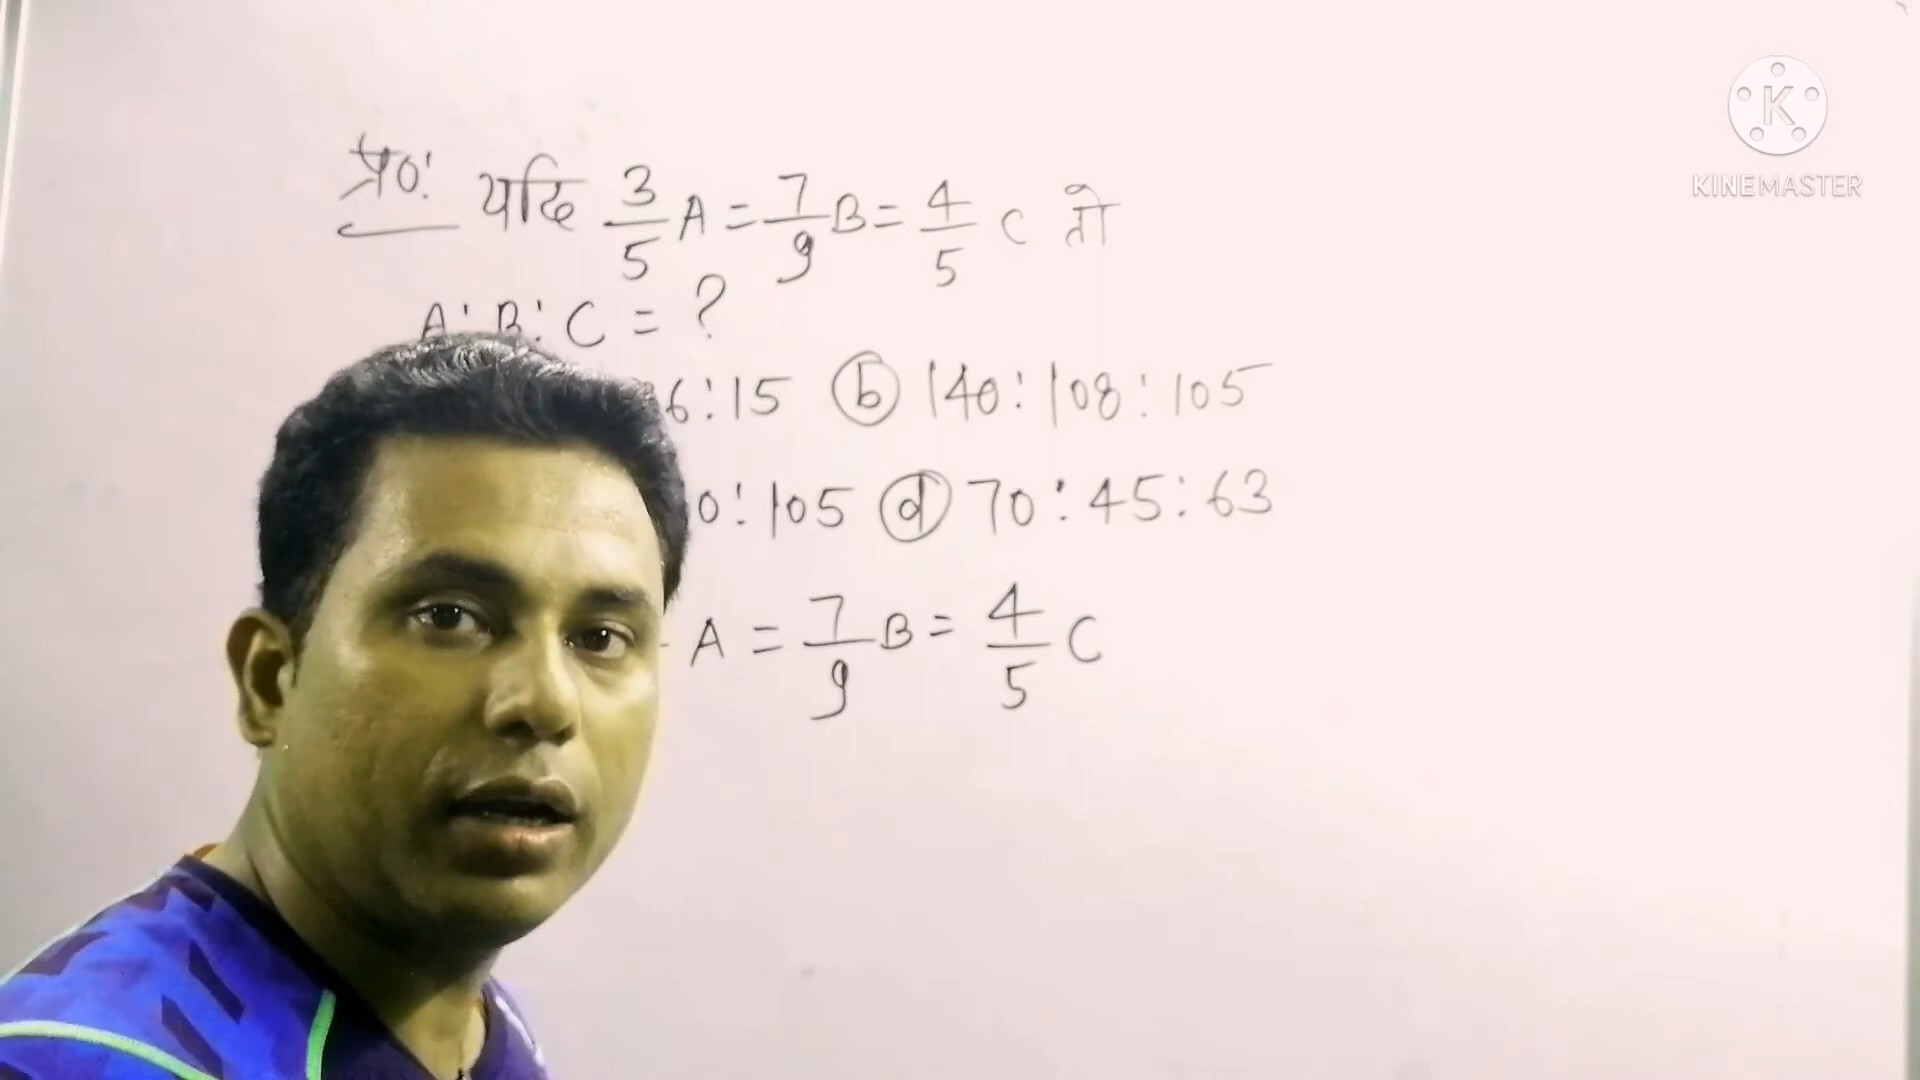 K
KINEMASTER
प्र०: यदि 3/5 A = 7/9 B = 4/5 C तो
A : B : C = ?
6 : 15 (b) 140 : 108 : 105
0 : 105 (d) 70 : 45 : 63
A = 7/9 B = 4/5 C